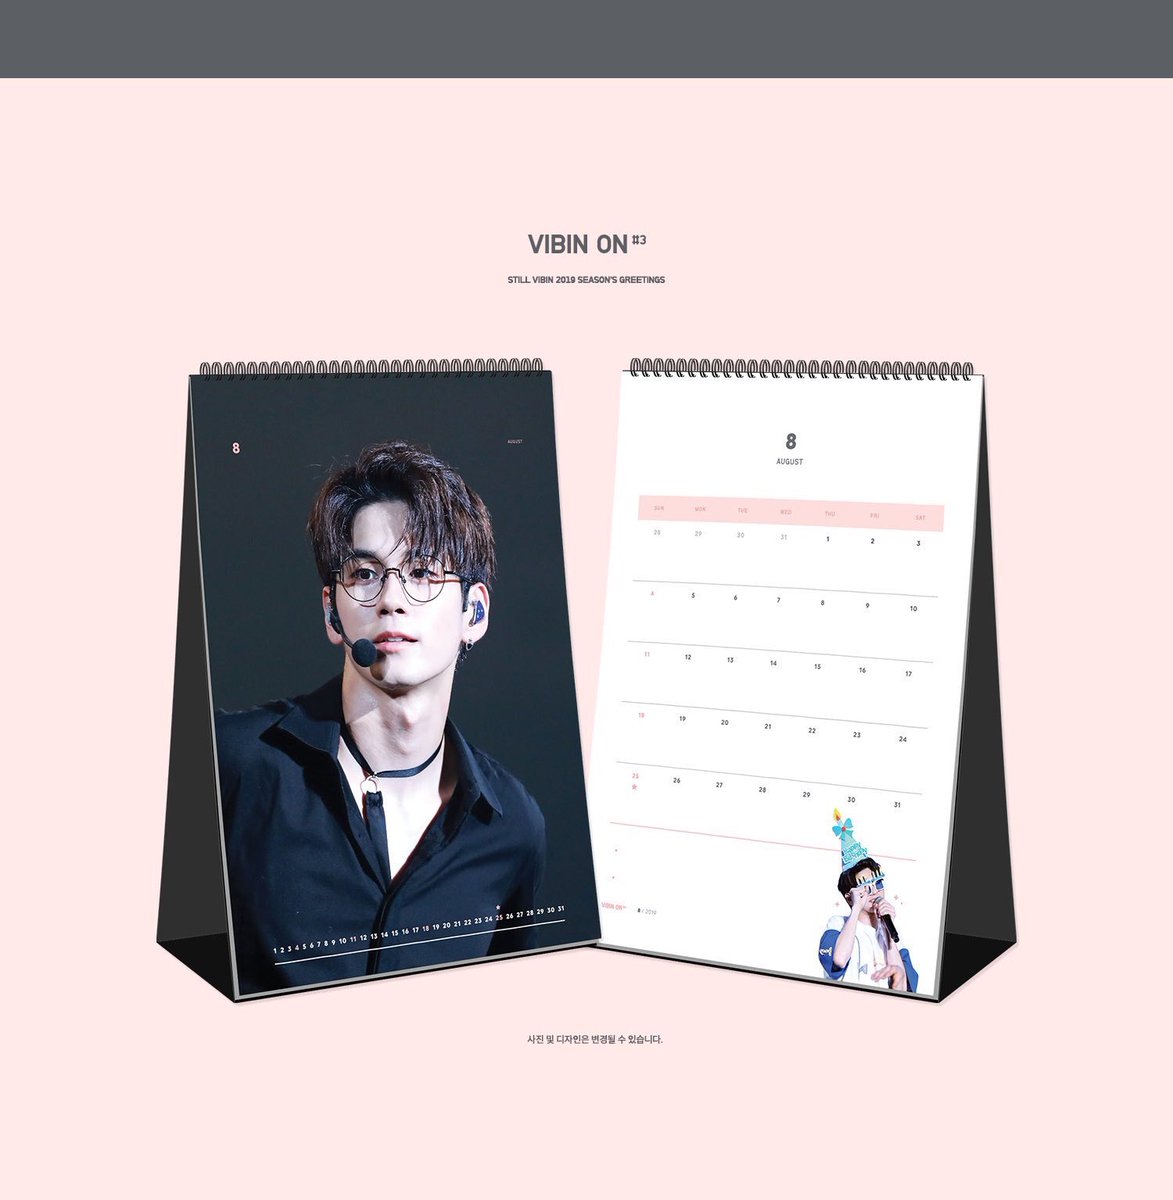 VIBIN ON #3
STILL VIBIN 2019 SEASON'S GREETINGS
8
AUGUST
1 2 3 4 5 6 7 8 9 10 11 12 13 14 15 16 17 18 19 20 21 22 23 24 25 26 27 28 29 30 31
8
AUGUST
SUN MON TUE WED THU FRI SAT
28 29 30 31 1 2 3
4 5 6 7 8 9 10
11 12 13 14 15 16 17
18 19 20 21 22 23 24
25 26 27 28 29 30 31
Happy
Birthday
VIBIN ON
8 / 2019
사진 및 디자인은 변경될 수 있습니다.